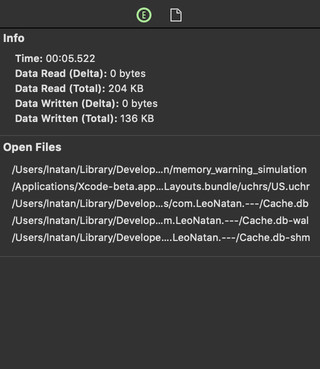 E
Info
Time: 00:05.522
Data Read (Delta): 0 bytes
Data Read (Total): 204 KB
Data Written (Delta): 0 bytes
Data Written (Total): 136 KB
Open Files
/Users/lnatan/Library/Develop...n/memory_warning_simulation
/Applications/Xcode-beta.app...Layouts.bundle/uchrs/US.uchr
/Users/lnatan/Library/Develop...s/com.LeoNatan.---/Cache.db
/Users/lnatan/Library/Develop...m.LeoNatan.---/Cache.db-wal
/Users/lnatan/Library/Develope....LeoNatan.---/Cache.db-shm